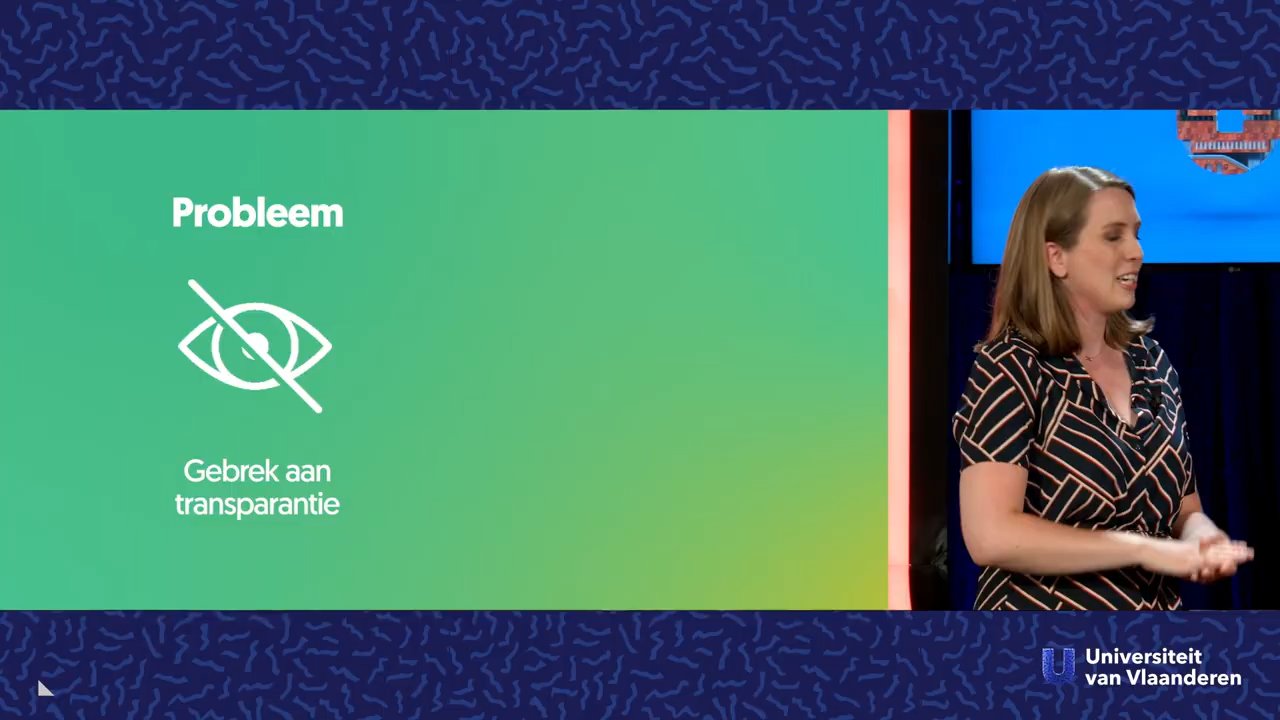 Probleem
Gebrek aan
transparantie
Universiteit
van Vlaanderen